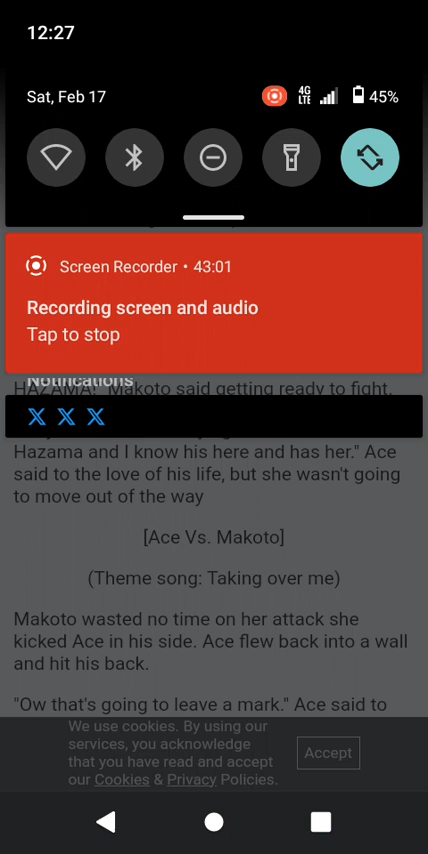 12:27
Sat, Feb 17
4G
LTE
45%
Screen Recorder • 43:01
Recording screen and audio
Tap to stop
Notifications
HAZAMA!" Makoto said getting ready to fight.
Hazama and I know his here and has her." Ace
said to the love of his life, but she wasn't going
to move out of the way
[Ace Vs. Makoto]
(Theme song: Taking over me)
Makoto wasted no time on her attack she
kicked Ace in his side. Ace flew back into a wall
and hit his back.
"Ow that's going to leave a mark." Ace said to
We use cookies. By using our
services, you acknowledge
that you have read and accept
our Cookies & Privacy Policies.
Accept